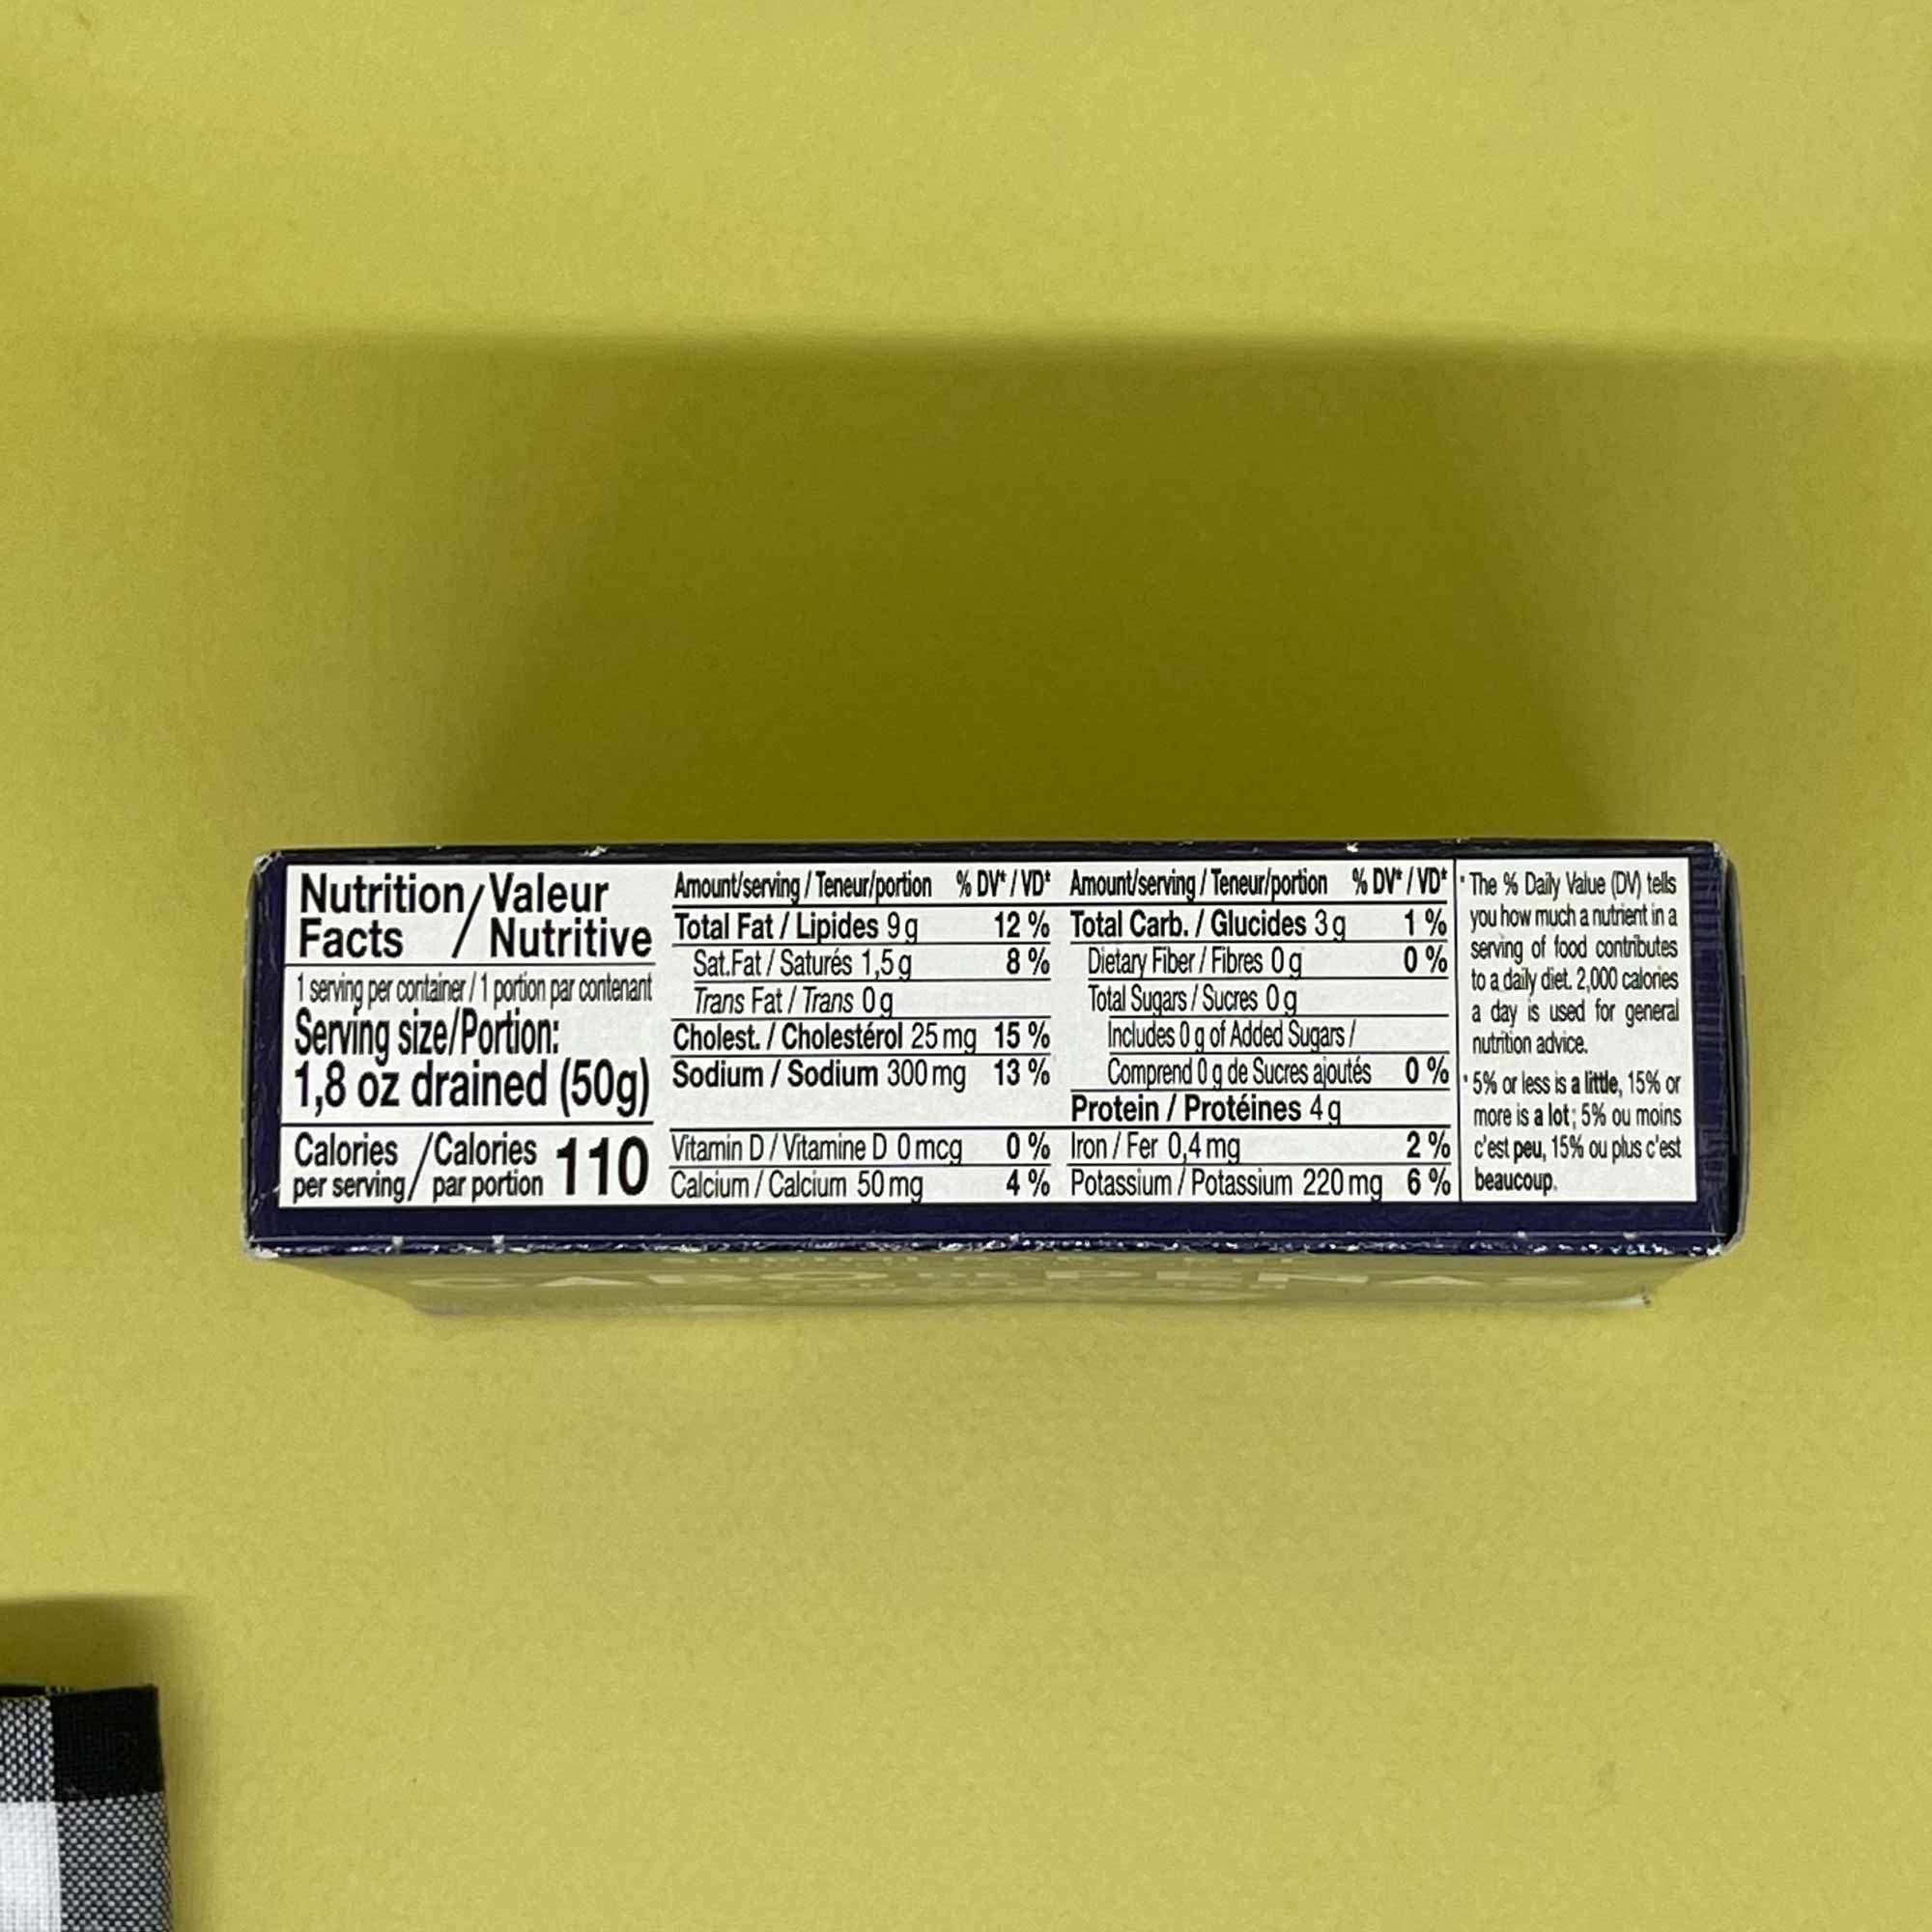 Nutrition/Valeur
Facts / Nutritive
1 serving per container / 1 portion par contenant
Serving size/Portion:
1,8 oz drained (50g)
Calories /Calories 110
per serving/ par portion
Amount/serving / Teneur/portion % DV* / VD*
Total Fat / Lipides 9 g 12 %
Sat.Fat / Saturés 1,5 g 8 %
Trans Fat / Trans 0 g
Cholest. / Cholestérol 25 mg 15 %
Sodium / Sodium 300 mg 13 %
Vitamin D / Vitamine D 0 mcg 0 %
Calcium / Calcium 50 mg 4 %
Amount/serving / Teneur/portion % DV* / VD*
Total Carb. / Glucides 3 g 1 %
Dietary Fiber / Fibres 0 g 0 %
Total Sugars / Sucres 0 g
Includes 0 g of Added Sugars /
Comprend 0 g de Sucres ajoutés 0 %
Protein / Protéines 4 g
Iron / Fer 0,4 mg 2 %
Potassium / Potassium 220 mg 6 %
* The % Daily Value (DV) tells
you how much a nutrient in a
serving of food contributes
to a daily diet. 2,000 calories
a day is used for general
nutrition advice.
* 5% or less is a little, 15% or
more is a lot; 5% ou moins
c'est peu, 15% ou plus c'est
beaucoup.